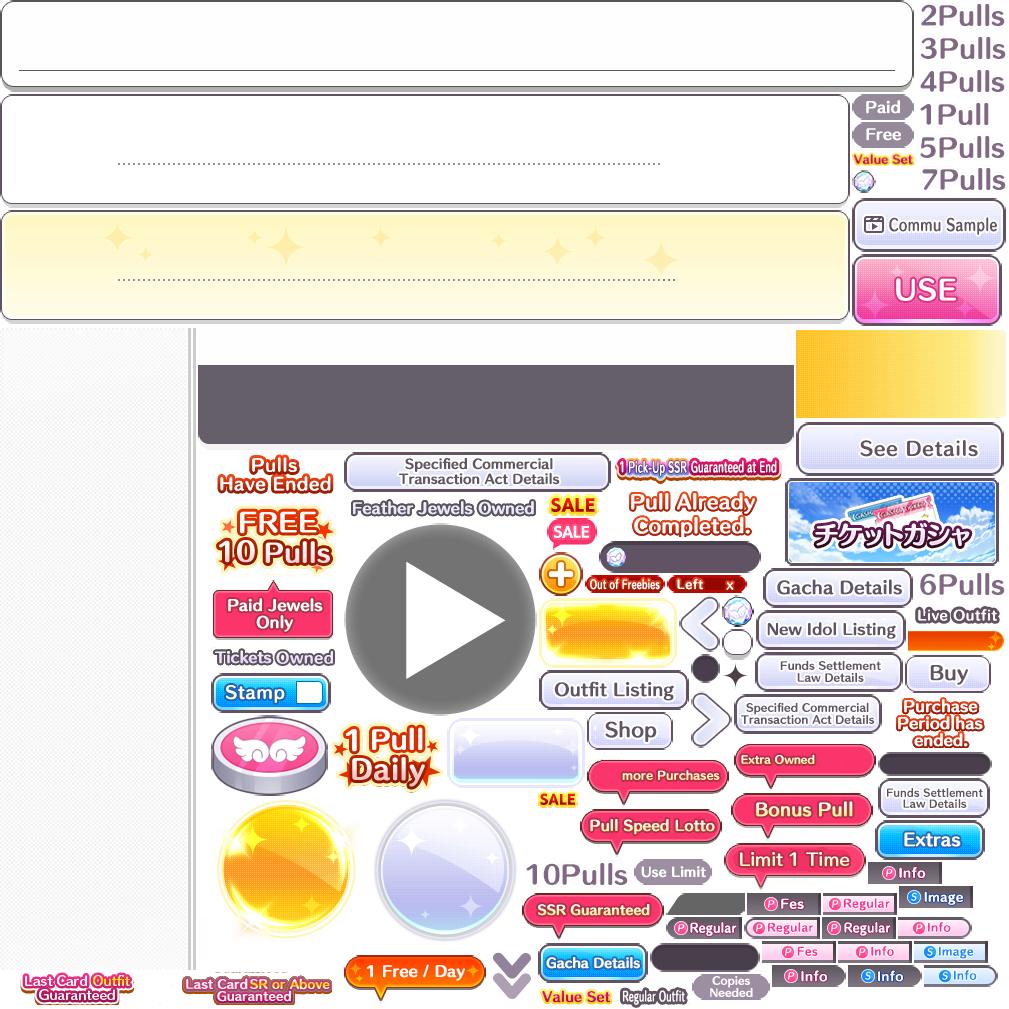 2Pulls
3Pulls
4Pulls
Paid
1Pull
Free
5Pulls
Value Set
7Pulls
Commu Sample
USE
See Details
Pulls
Have Ended
Specified Commercial
Transaction Act Details
1 Pick-Up SSR Guaranteed at End
Feather Jewels Owned
SALE
Pull Already
Completed.
SALE
FREE
10 Pulls
チケットガシャ
Out of Freebies
Left x
Gacha Details
6Pulls
Paid Jewels
Only
Live Outfit
New Idol Listing
Tickets Owned
Funds Settlement
Law Details
Buy
Stamp
Outfit Listing
Specified Commercial
Transaction Act Details
Purchase
Period has
ended.
Shop
1 Pull
Daily
Extra Owned
more Purchases
Funds Settlement
Law Details
SALE
Bonus Pull
Pull Speed Lotto
Extras
Limit 1 Time
10Pulls
Use Limit
P Info
S Image
P Fes
P Regular
SSR Guaranteed
P Regular
P Regular
P Regular
P Info
P Fes
P Info
S Image
Gacha Details
1 Free / Day
P Info
S Info
S Info
Last Card Outfit
Guaranteed
Last Card SR or Above
Guaranteed
Value Set
Regular Outfit
Copies
Needed